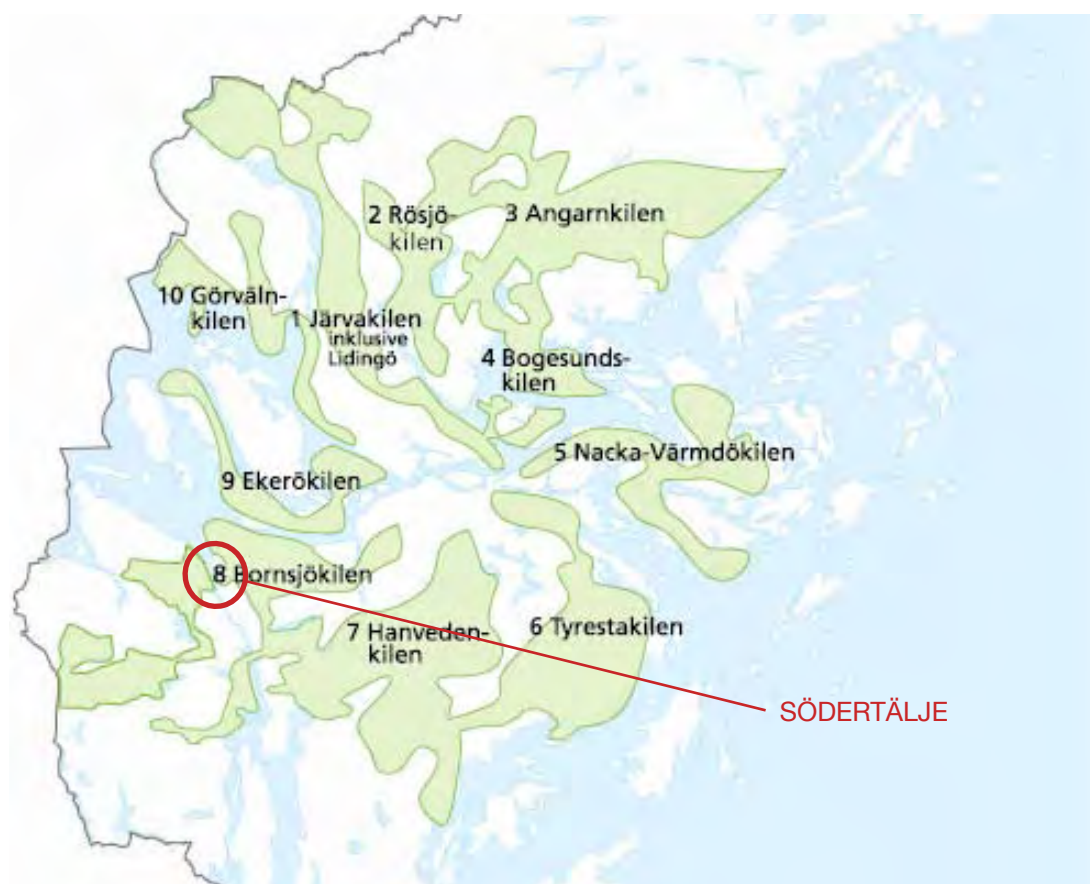 2 Rösjö-
kilen
3 Angarnkilen
10 Görväln-
kilen
1 Järvakilen
inklusive
Lidingö
4 Bogesunds-
kilen
5 Nacka-Värmdökilen
9 Ekerökilen
8 Bornsjökilen
7 Hanveden-
kilen
6 Tyrestakilen
SÖDERTÄLJE